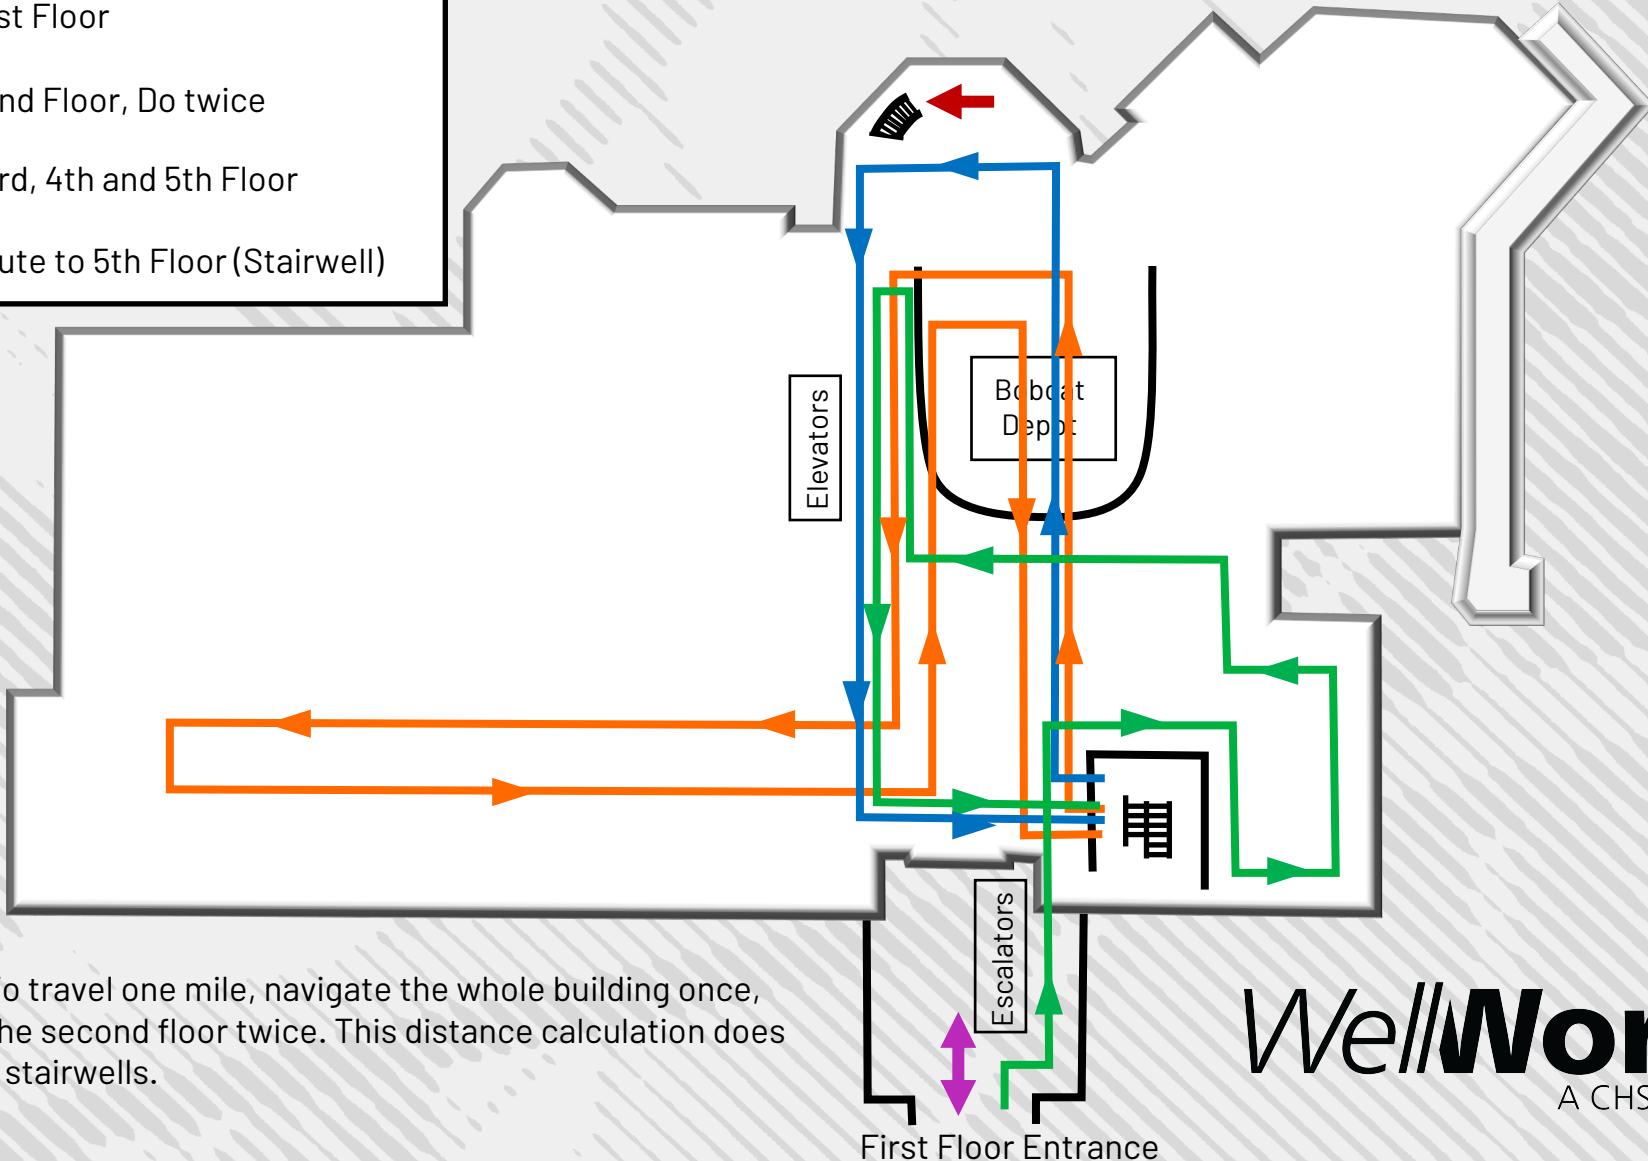 st Floor
nd Floor, Do twice
rd, 4th and 5th Floor
ute to 5th Floor (Stairwell)
Elevators
Bobcat
Depot
Escalators
o travel one mile, navigate the whole building once,
he second floor twice. This distance calculation does
stairwells.
First Floor Entrance
WellWor
A CHS